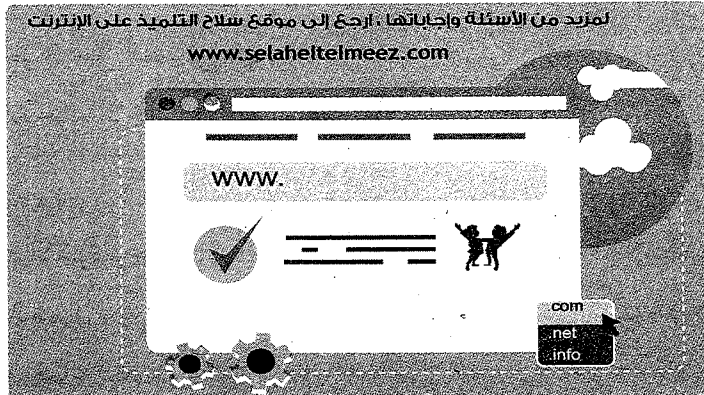 لمزيد من الأسئلة وإجاباتها ، ارجع إلى موقع سلاح التلميذ على الإنترنت
www.selaheltelmeez.com
www.
.com
.net
.info